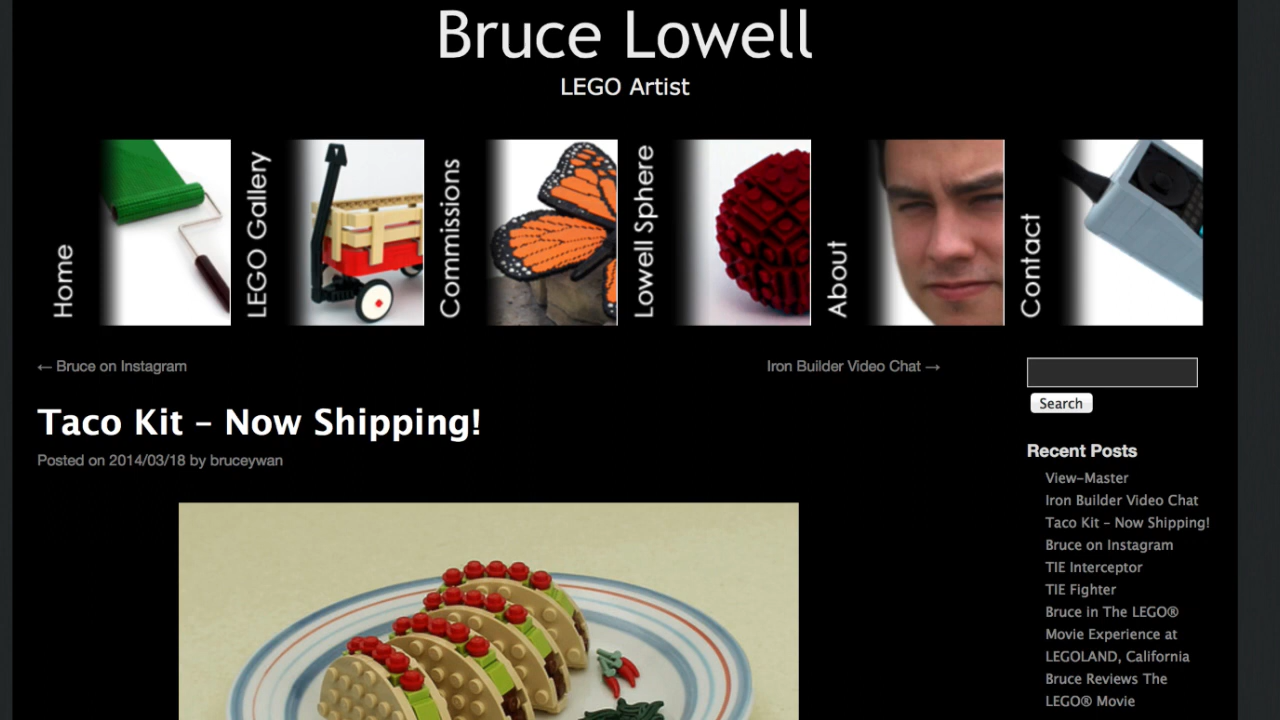 Bruce Lowell
LEGO Artist
Home
LEGO Gallery
Commissions
Lowell Sphere
About
Contact
← Bruce on Instagram
Iron Builder Video Chat →
Taco Kit – Now Shipping!
Posted on 2014/03/18 by bruceywan
Search
Recent Posts
View-Master
Iron Builder Video Chat
Taco Kit – Now Shipping!
Bruce on Instagram
TIE Interceptor
TIE Fighter
Bruce in The LEGO®
Movie Experience at
LEGOLAND, California
Bruce Reviews The
LEGO® Movie